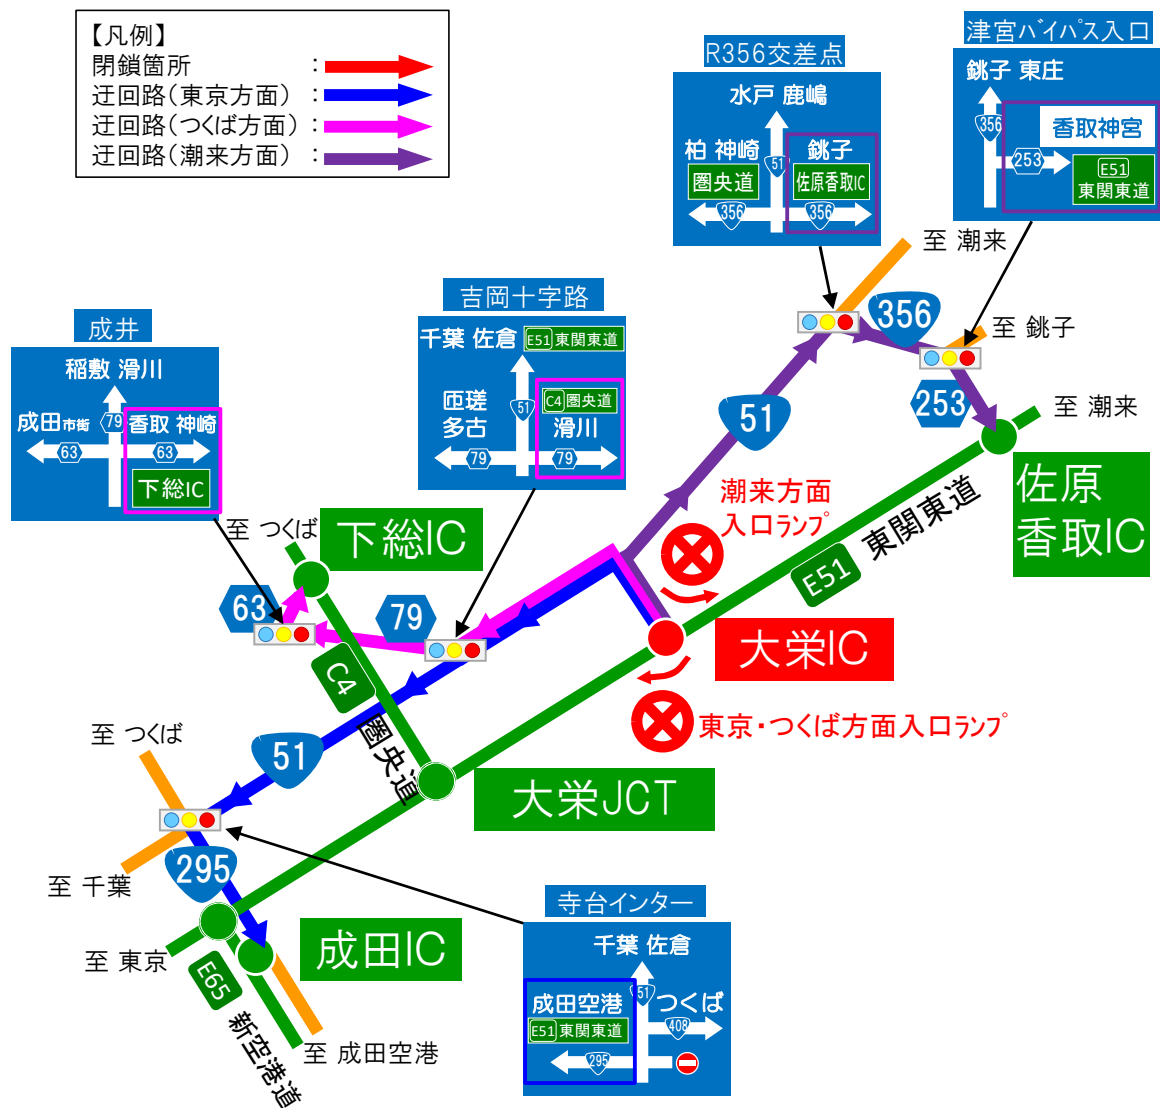 【凡例】
閉鎖箇所 :
迂回路(東京方面) :
迂回路(つくば方面) :
迂回路(潮来方面) :
R356交差点
水戸 鹿嶋
柏 神崎
圏央道
51
銚子
佐原香取IC
356
356
津宮バイパス入口
銚子 東庄
356
香取神宮
253
E51
東関東道
至 潮来
356
至 銚子
253
至 潮来
吉岡十字路
千葉 佐倉
E51 東関東道
51
匝瑳
多古
C4 圏央道
滑川
79
79
成井
稲敷 滑川
成田市街
79
香取 神崎
63
63
下総IC
51
佐原
香取IC
潮来方面
入口ランプ
E51
東関東道
至 つくば
下総IC
63
79
C4
圏央道
大栄IC
東京・つくば方面入口ランプ
至 つくば
51
大栄JCT
295
至 千葉
至 東京
成田IC
E65
新空港道
至 成田空港
寺台インター
千葉 佐倉
成田空港
51
つくば
E51 東関東道
408
295